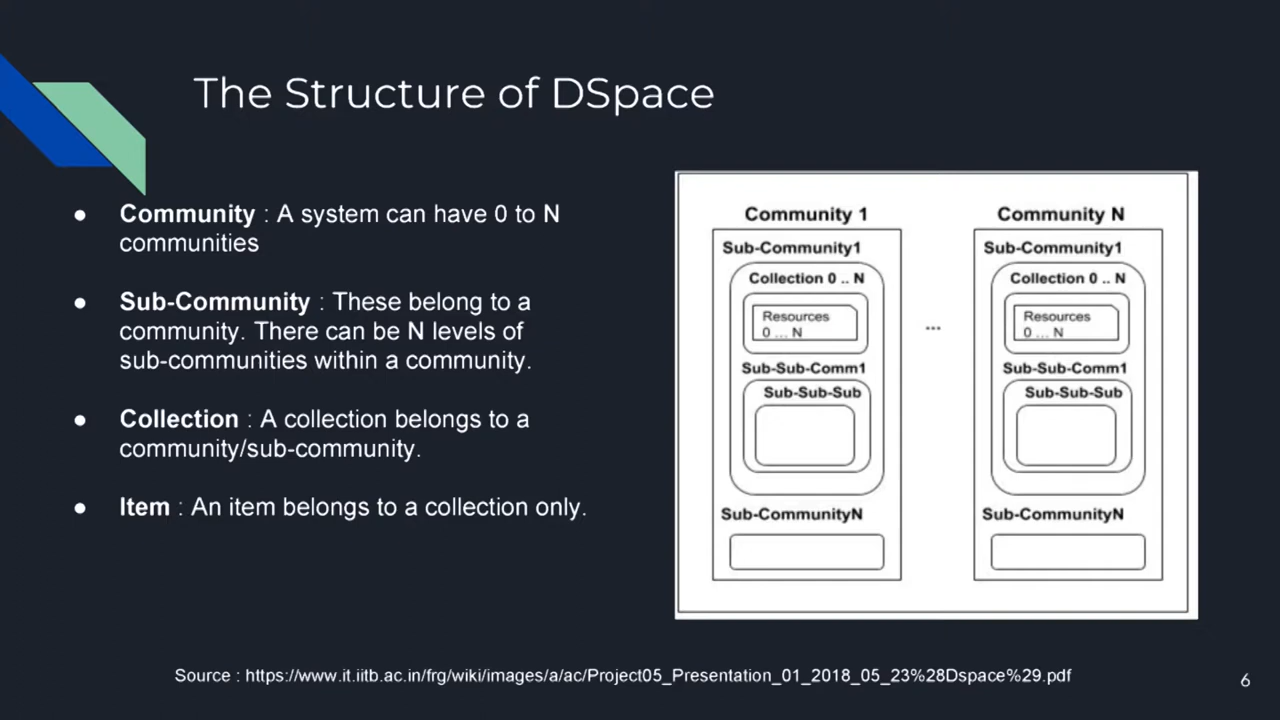 The Structure of DSpace
● Community : A system can have 0 to N
communities
● Sub-Community : These belong to a
community. There can be N levels of
sub-communities within a community.
● Collection : A collection belongs to a
community/sub-community.
● Item : An item belongs to a collection only.
Community 1
Sub-Community1
Collection 0 .. N
Resources
0 ... N
Sub-Sub-Comm1
Sub-Sub-Sub
Sub-CommunityN
...
Community N
Sub-Community1
Collection 0 .. N
Resources
0 ... N
Sub-Sub-Comm1
Sub-Sub-Sub
Sub-CommunityN
Source : https://www.it.iitb.ac.in/frg/wiki/images/a/ac/Project05_Presentation_01_2018_05_23%28Dspace%29.pdf
6